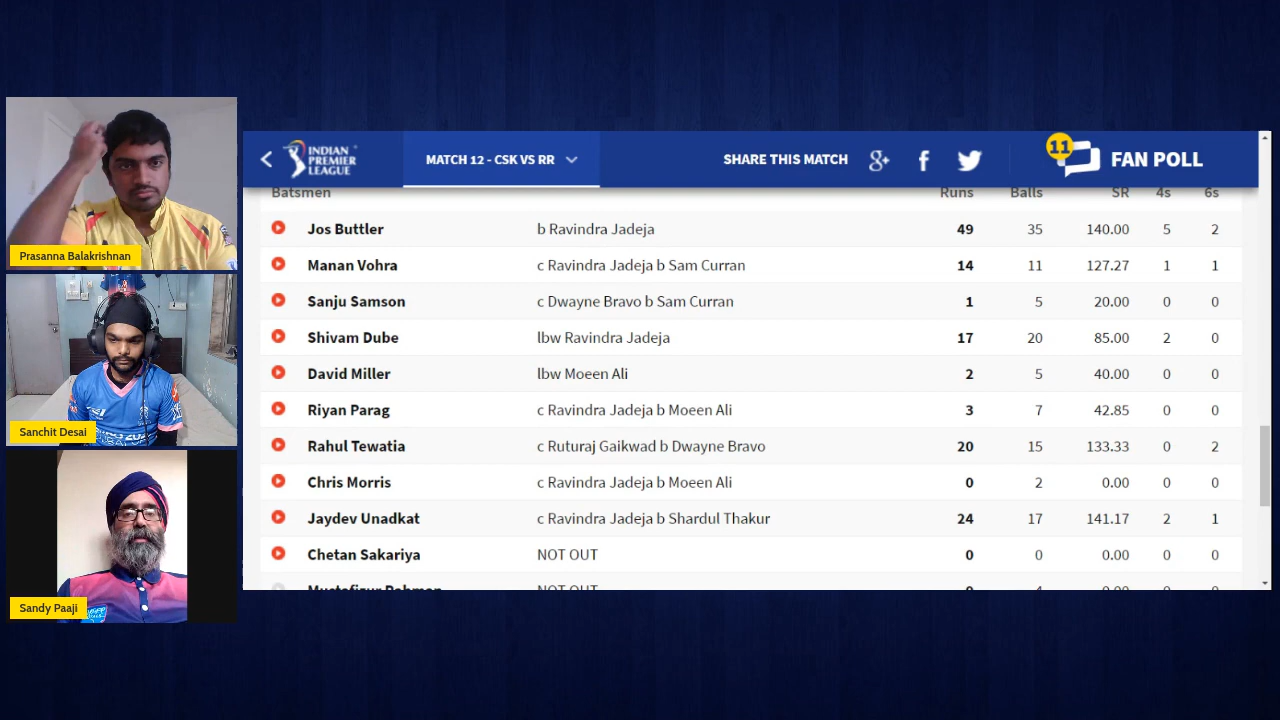 Prasanna Balakrishnan
Sanchit Desai
Sandy Paaji
INDIAN PREMIER LEAGUE
MATCH 12 - CSK VS RR
SHARE THIS MATCH
11 FAN POLL
Batsmen Runs Balls SR 4s 6s
Jos Buttler b Ravindra Jadeja 49 35 140.00 5 2
Manan Vohra c Ravindra Jadeja b Sam Curran 14 11 127.27 1 1
Sanju Samson c Dwayne Bravo b Sam Curran 1 5 20.00 0 0
Shivam Dube lbw Ravindra Jadeja 17 20 85.00 2 0
David Miller lbw Moeen Ali 2 5 40.00 0 0
Riyan Parag c Ravindra Jadeja b Moeen Ali 3 7 42.85 0 0
Rahul Tewatia c Ruturaj Gaikwad b Dwayne Bravo 20 15 133.33 0 2
Chris Morris c Ravindra Jadeja b Moeen Ali 0 2 0.00 0 0
Jaydev Unadkat c Ravindra Jadeja b Shardul Thakur 24 17 141.17 2 1
Chetan Sakariya NOT OUT 0 0 0.00 0 0
Mustafizur Rahman NOT OUT